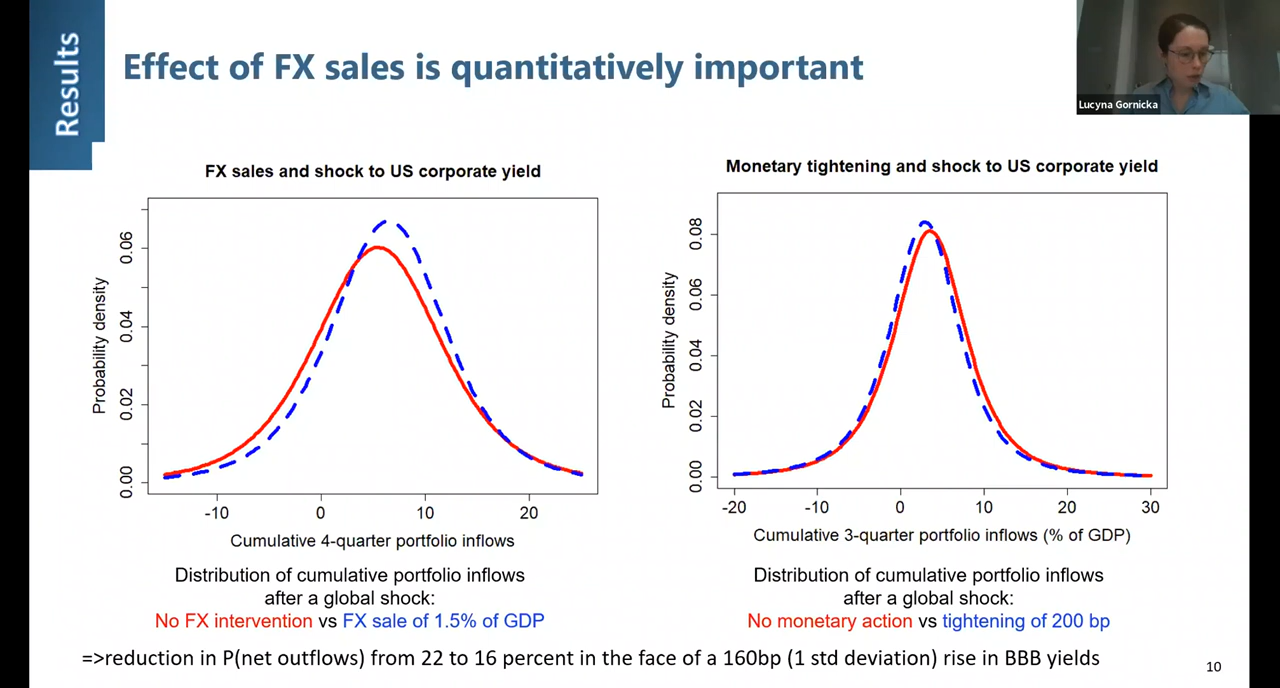 Results
Effect of FX sales is quantitatively important
Lucyna Gornicka
FX sales and shock to US corporate yield
Probability density
0.06
0.04
0.02
0.00
-10 0 10 20
Cumulative 4-quarter portfolio inflows
Distribution of cumulative portfolio inflows
after a global shock:
No FX intervention vs FX sale of 1.5% of GDP
Monetary tightening and shock to US corporate yield
Probability density
0.08
0.06
0.04
0.02
0.00
-20 -10 0 10 20 30
Cumulative 3-quarter portfolio inflows (% of GDP)
Distribution of cumulative portfolio inflows
after a global shock:
No monetary action vs tightening of 200 bp
=>reduction in P(net outflows) from 22 to 16 percent in the face of a 160bp (1 std deviation) rise in BBB yields
10